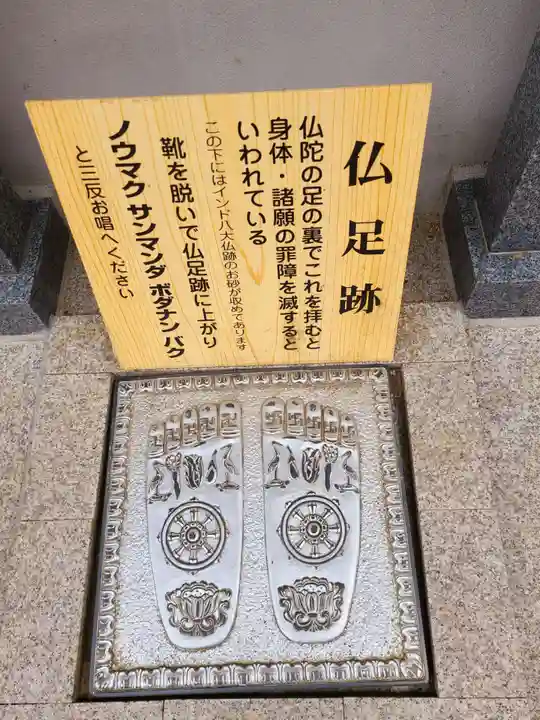 仏足跡
仏陀の足の裏でこれを拝むと
身体・諸願の罪障を滅すると
いわれている
この下にはインド八大仏跡のお砂が収めてあります
靴を脱いで仏足跡に上がり
ノウマク サンマンダ ボダナン バク
と三反お唱へください